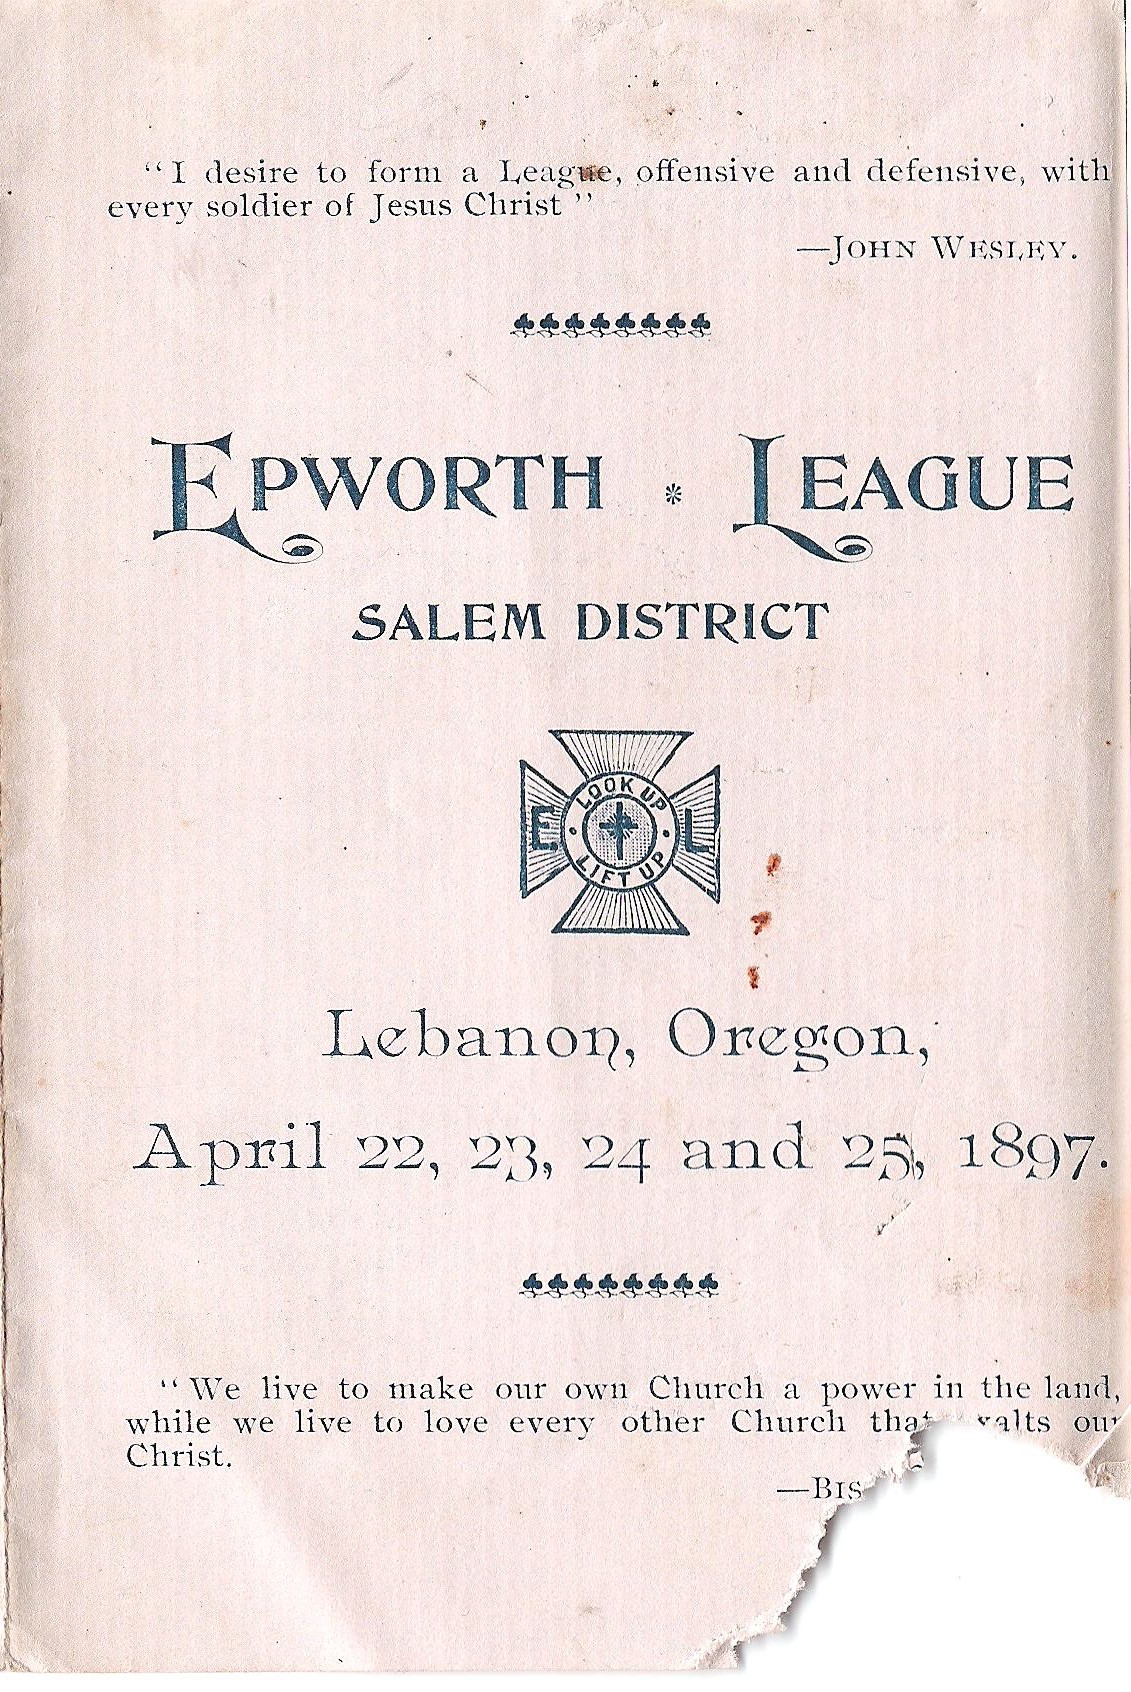 “I desire to form a League, offensive and defensive, with
every soldier of Jesus Christ ”
—JOHN WESLEY.
EPWORTH * LEAGUE
SALEM DISTRICT
LOOK UP
E L
LIFT UP
Lebanon, Oregon,
April 22, 23, 24 and 25, 1897.
“ We live to make our own Church a power in the land,
while we live to love every other Church our
Christ.